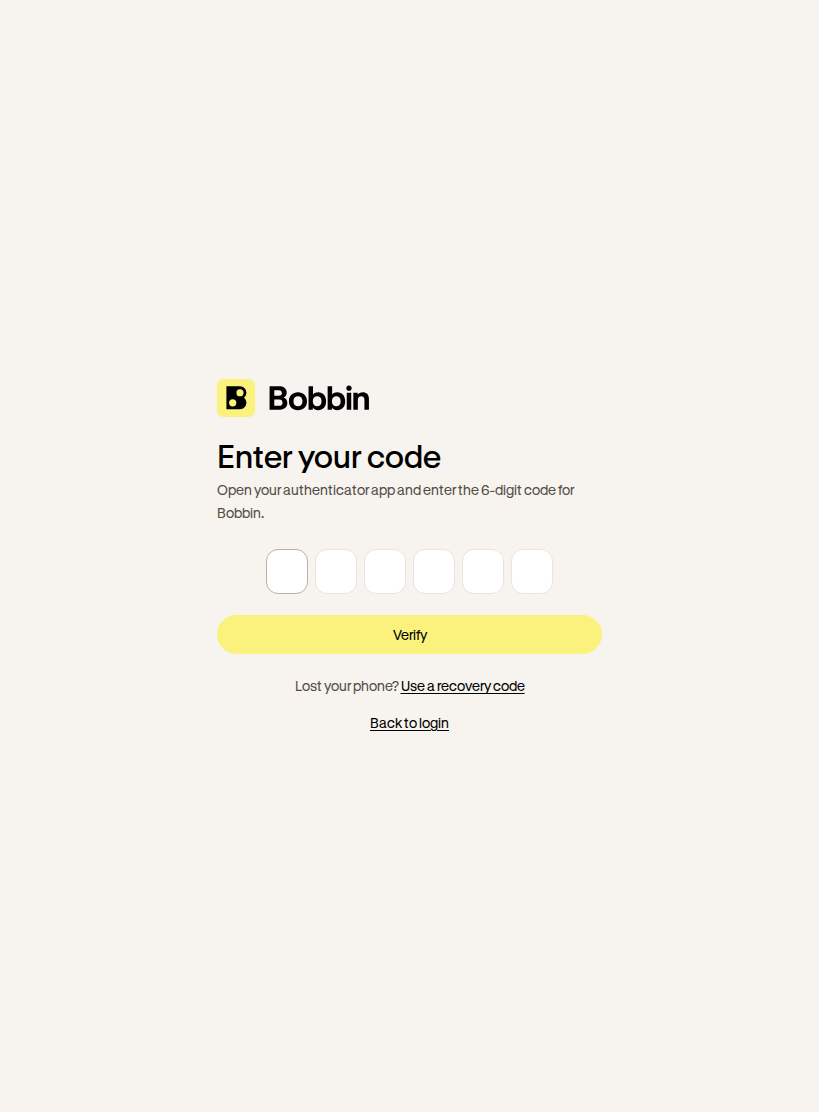 Bobbin
Enter your code
Open your authenticator app and enter the 6-digit code for
Bobbin.
Verify
Lost your phone? Use a recovery code
Back to login